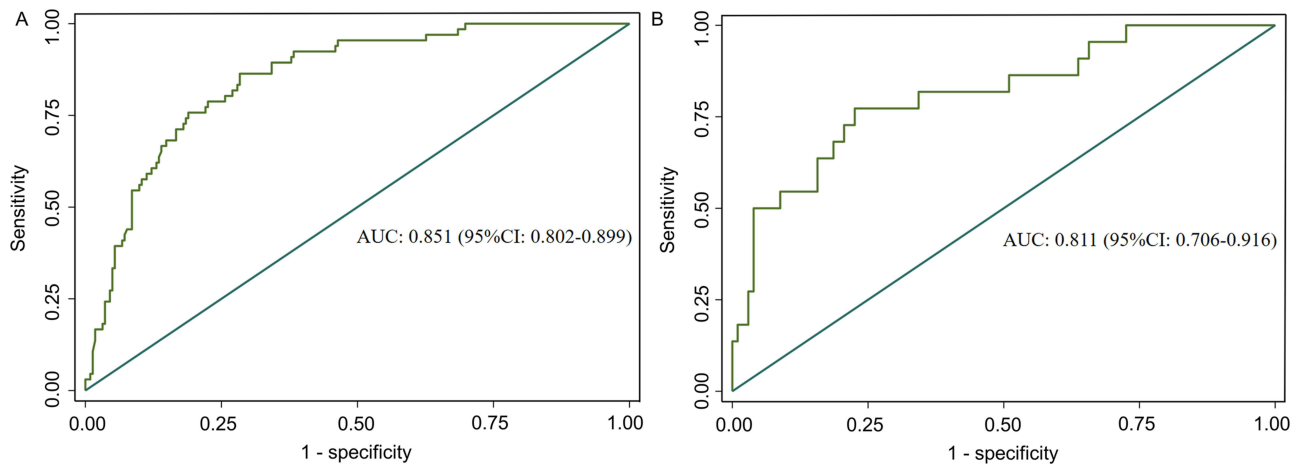 A
1.00
0.75
0.50
0.25
0.00
Sensitivity
AUC: 0.851 (95%CI: 0.802-0.899)
0.00 0.25 0.50 0.75 1.00
1 - specificity
B
1.00
0.75
0.50
0.25
0.00
Sensitivity
AUC: 0.811 (95%CI: 0.706-0.916)
0.00 0.25 0.50 0.75 1.00
1 - specificity